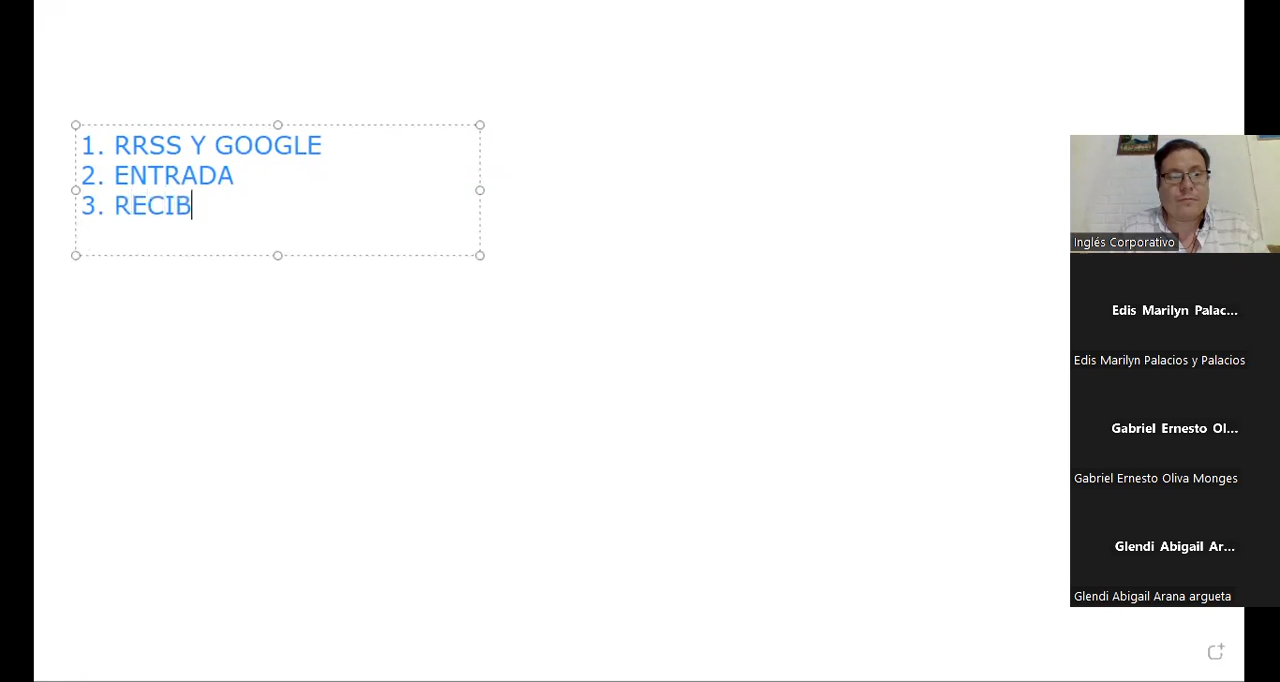 1. RRSS Y GOOGLE
2. ENTRADA
3. RECIB
Inglés Corporativo
Edis Marilyn Palac...
Edis Marilyn Palacios y Palacios
Gabriel Ernesto Ol...
Gabriel Ernesto Oliva Monges
Glendi Abigail Ar...
Glendi Abigail Arana argueta